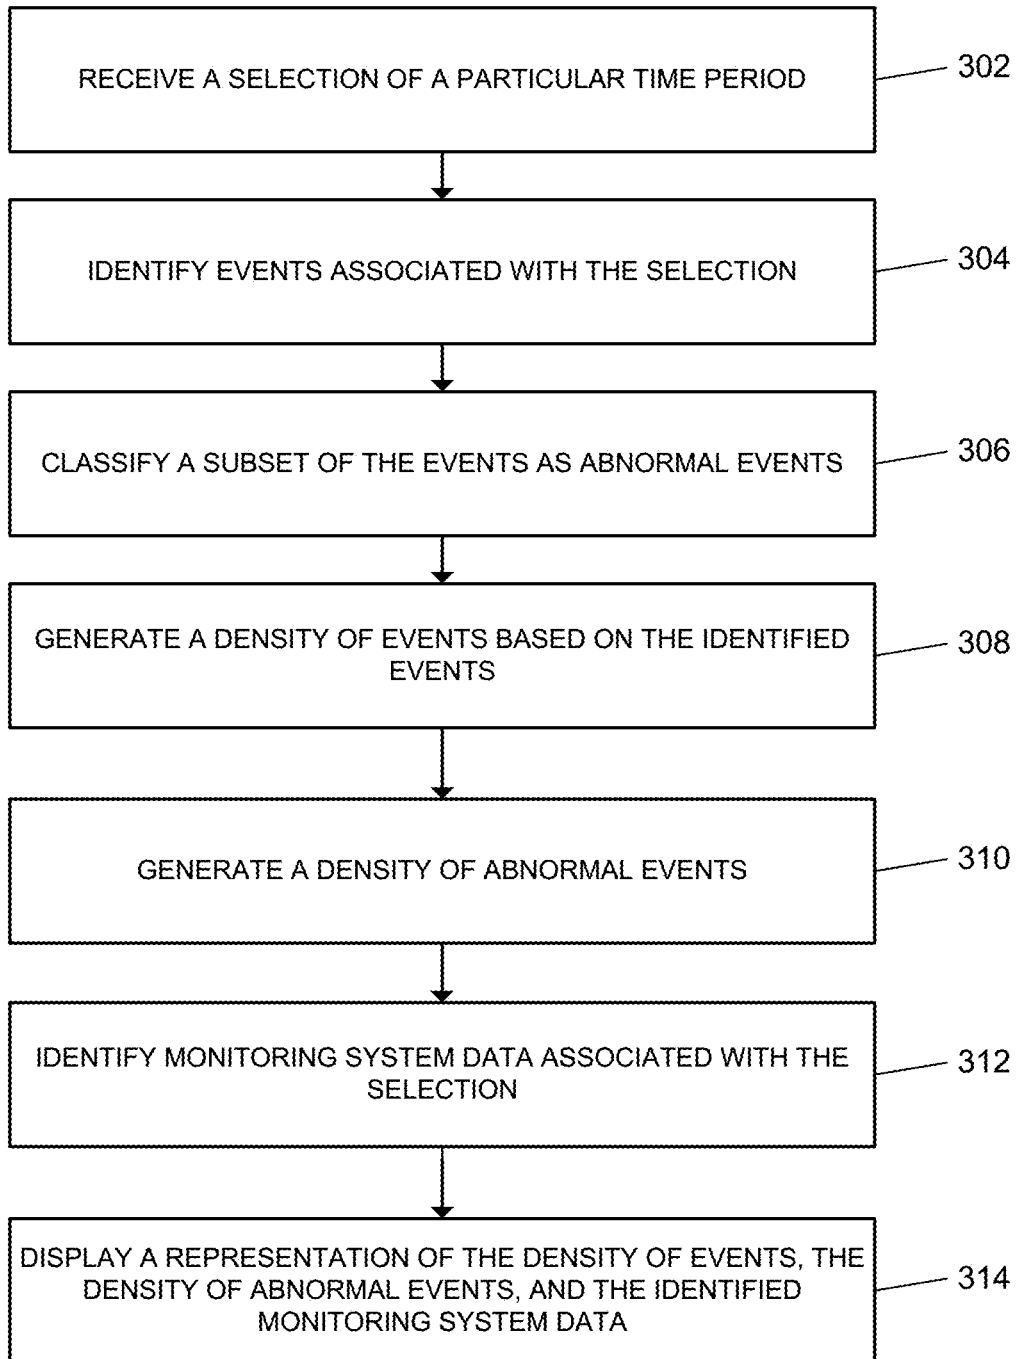 RECEIVE A SELECTION OF A PARTICULAR TIME PERIOD
302
IDENTIFY EVENTS ASSOCIATED WITH THE SELECTION
304
CLASSIFY A SUBSET OF THE EVENTS AS ABNORMAL EVENTS
306
GENERATE A DENSITY OF EVENTS BASED ON THE IDENTIFIED
EVENTS
308
GENERATE A DENSITY OF ABNORMAL EVENTS
310
IDENTIFY MONITORING SYSTEM DATA ASSOCIATED WITH THE
SELECTION
312
DISPLAY A REPRESENTATION OF THE DENSITY OF EVENTS, THE
DENSITY OF ABNORMAL EVENTS, AND THE IDENTIFIED
MONITORING SYSTEM DATA
314